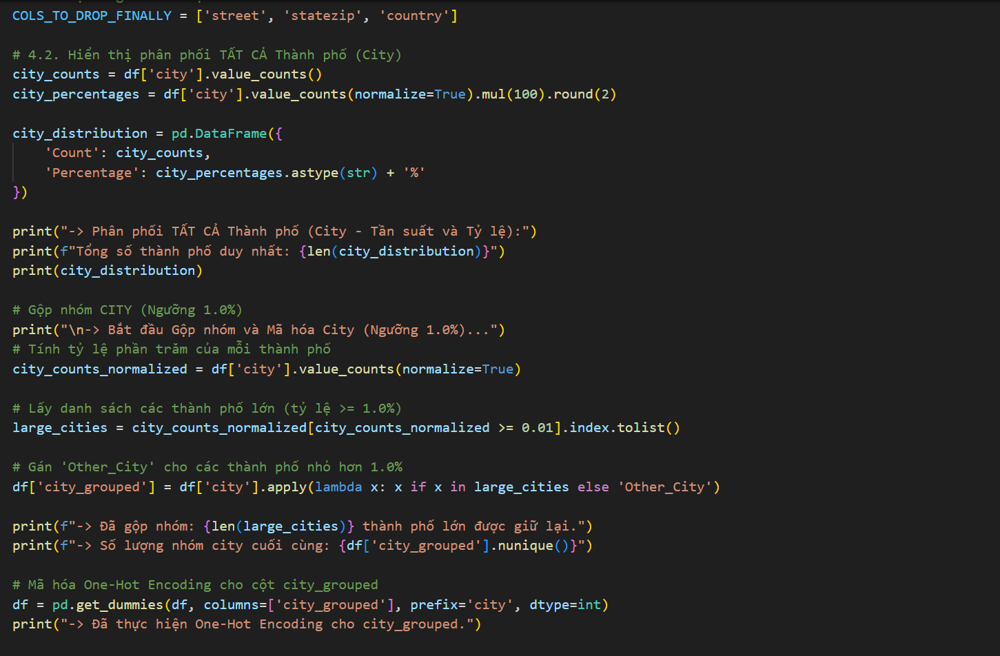 COLS_TO_DROP_FINALLY = ['street', 'statezip', 'country']
# 4.2. Hiển thị phân phối TẤT CẢ Thành phố (City)
city_counts = df['city'].value_counts()
city_percentages = df['city'].value_counts(normalize=True).mul(100).round(2)
city_distribution = pd.DataFrame({
    'Count': city_counts,
    'Percentage': city_percentages.astype(str) + '%'
})
print("-> Phân phối TẤT CẢ Thành phố (City - Tần suất và Tỷ lệ):")
print(f"Tổng số thành phố duy nhất: {len(city_distribution)}")
print(city_distribution)
# Gộp nhóm CITY (Ngưỡng 1.0%)
print("\n-> Bắt đầu Gộp nhóm và Mã hóa City (Ngưỡng 1.0%)...")
# Tính tỷ lệ phần trăm của mỗi thành phố
city_counts_normalized = df['city'].value_counts(normalize=True)
# Lấy danh sách các thành phố lớn (tỷ lệ >= 1.0%)
large_cities = city_counts_normalized[city_counts_normalized >= 0.01].index.tolist()
# Gán 'Other_City' cho các thành phố nhỏ hơn 1.0%
df['city_grouped'] = df['city'].apply(lambda x: x if x in large_cities else 'Other_City')
print(f"-> Đã gộp nhóm: {len(large_cities)} thành phố lớn được giữ lại.")
print(f"-> Số lượng nhóm city cuối cùng: {df['city_grouped'].nunique()}")
# Mã hóa One-Hot Encoding cho cột city_grouped
df = pd.get_dummies(df, columns=['city_grouped'], prefix='city', dtype=int)
print("-> Đã thực hiện One-Hot Encoding cho city_grouped.")